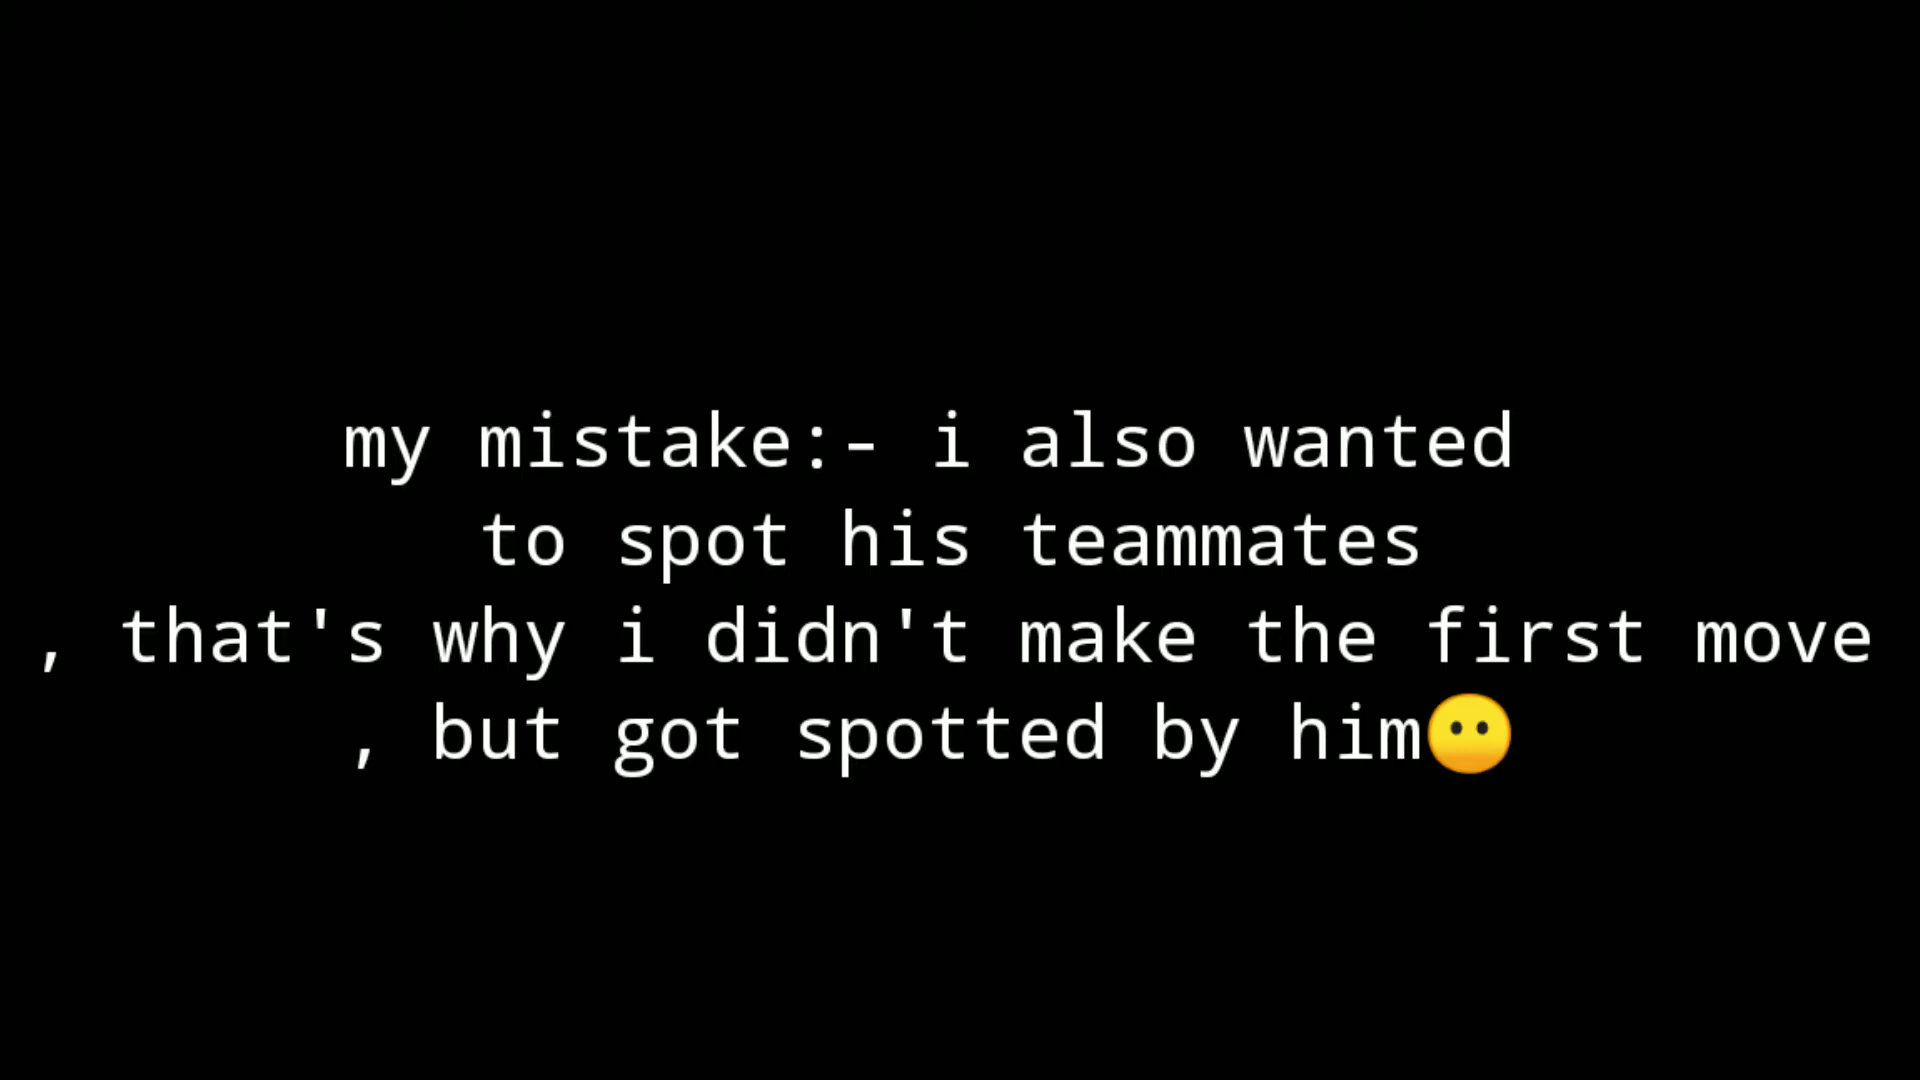 my mistake:- i also wanted
to spot his teammates
, that's why i didn't make the first move
, but got spotted by him😶